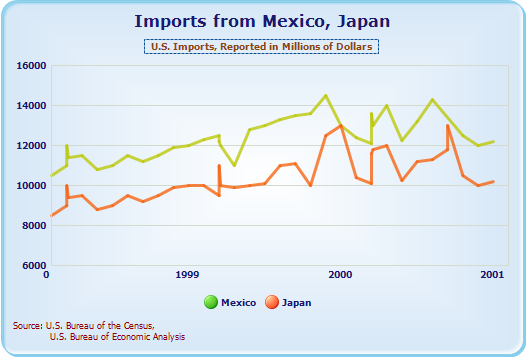 Imports from Mexico, Japan
U.S. Imports, Reported in Millions of Dollars
16000
14000
12000
10000
8000
6000
0 1999 2000 2001
Mexico Japan
Source: U.S. Bureau of the Census,
U.S. Bureau of Economic Analysis